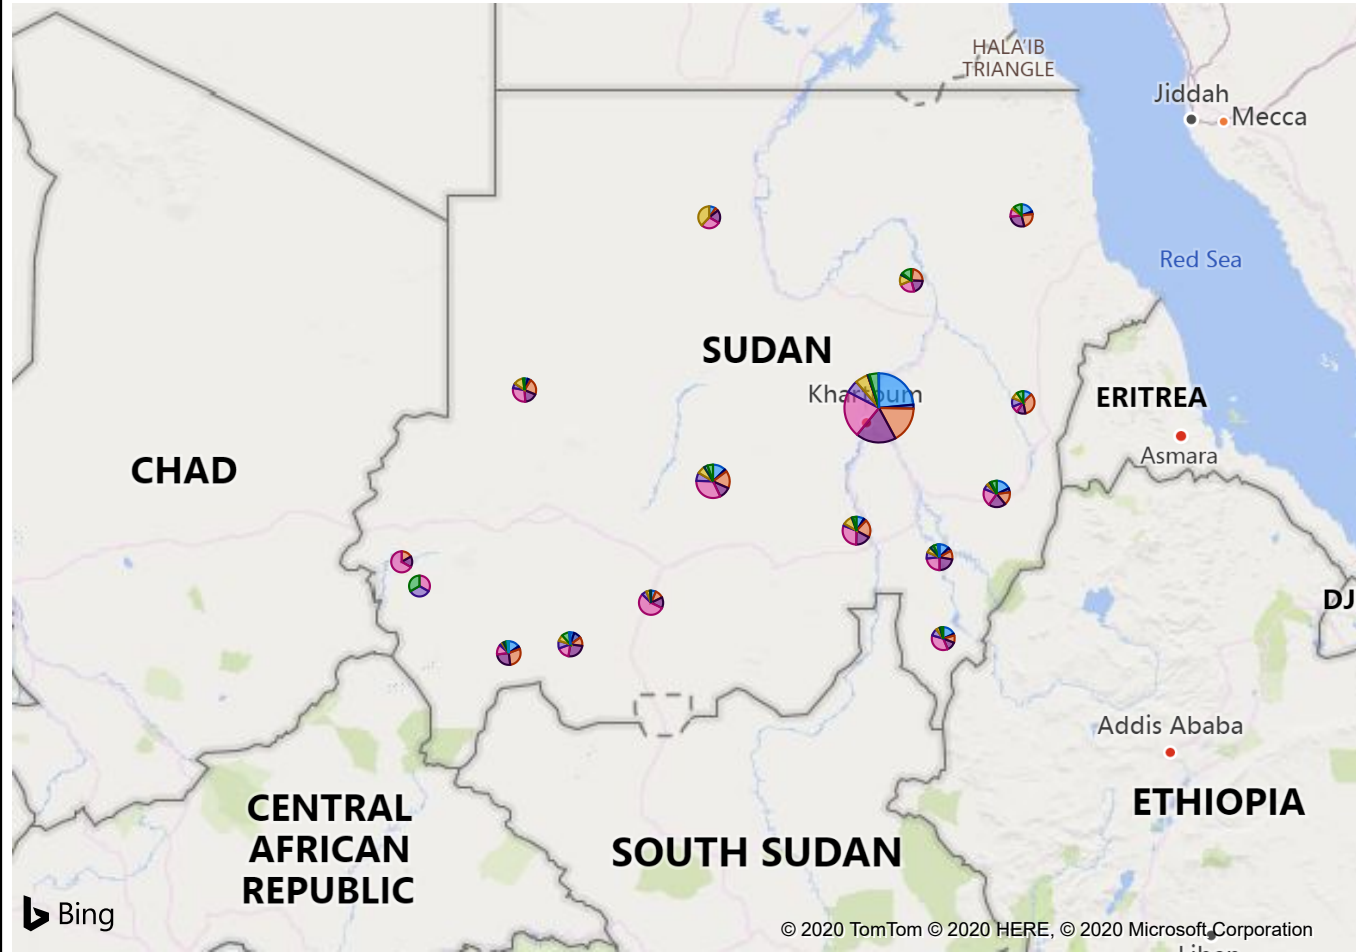 HALA'IB
TRIANGLE
Jiddah
Mecca
Red Sea
SUDAN
Khartoum
ERITREA
Asmara
CHAD
DJ
Addis Ababa
ETHIOPIA
CENTRAL
AFRICAN
REPUBLIC
SOUTH SUDAN
Bing
© 2020 TomTom © 2020 HERE, © 2020 Microsoft Corporation